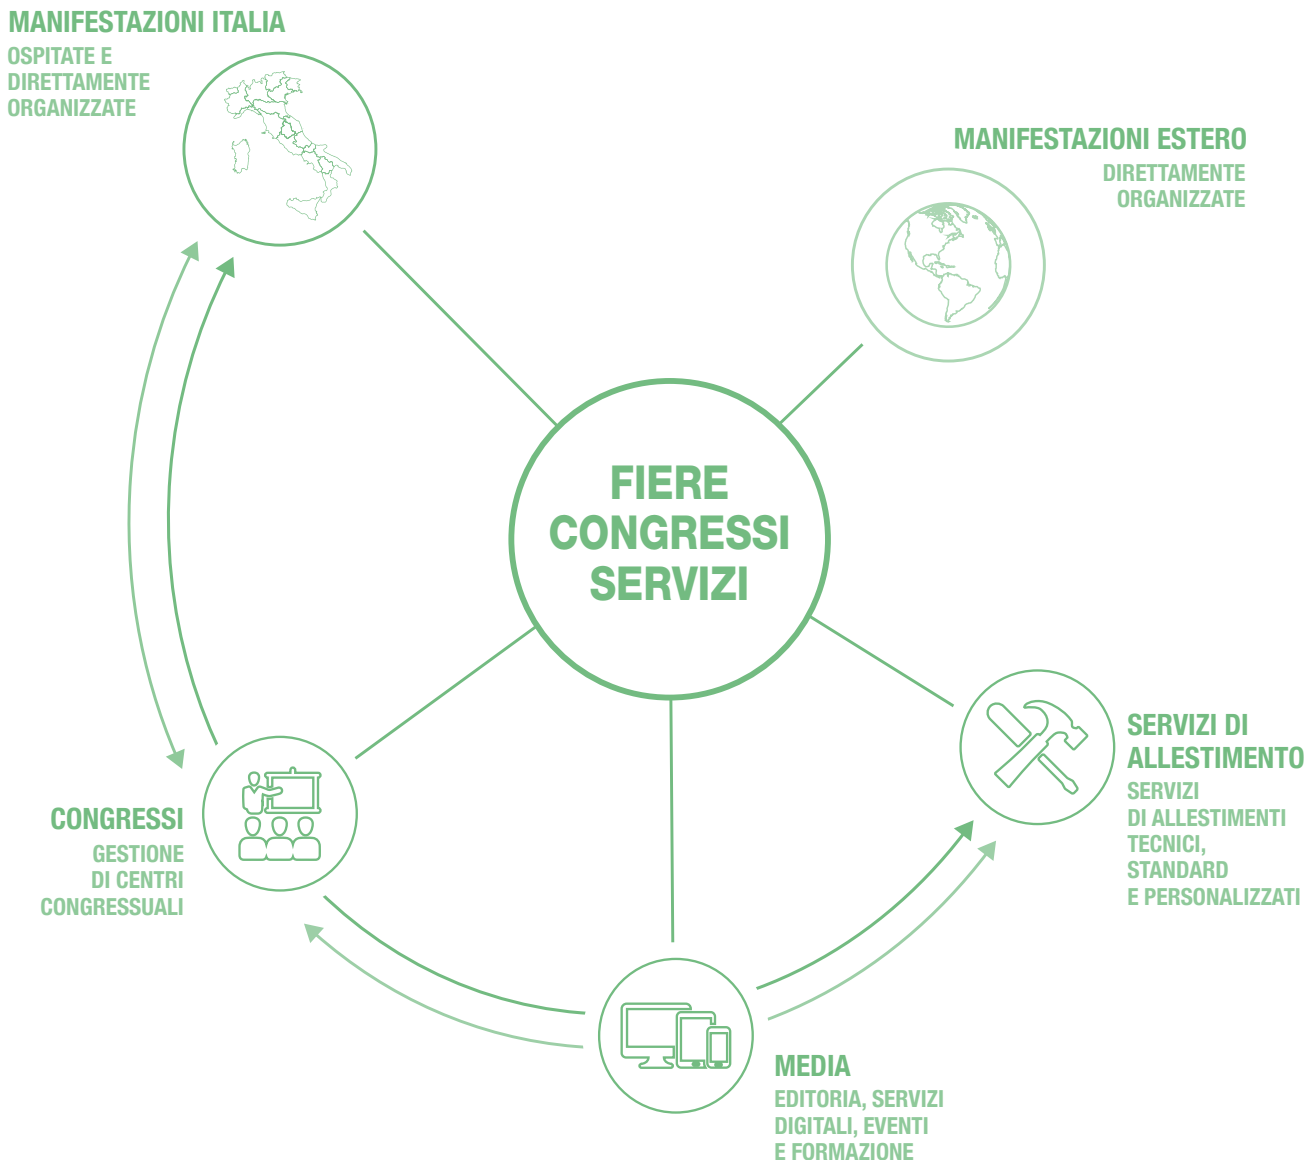 MANIFESTAZIONI ITALIA
OSPITATE E
DIRETTAMENTE
ORGANIZZATE
MANIFESTAZIONI ESTERO
DIRETTAMENTE
ORGANIZZATE
FIERE
CONGRESSI
SERVIZI
SERVIZI DI
ALLESTIMENTO
SERVIZI
DI ALLESTIMENTI
TECNICI,
STANDARD
E PERSONALIZZATI
CONGRESSI
GESTIONE
DI CENTRI
CONGRESSUALI
MEDIA
EDITORIA, SERVIZI
DIGITALI, EVENTI
E FORMAZIONE